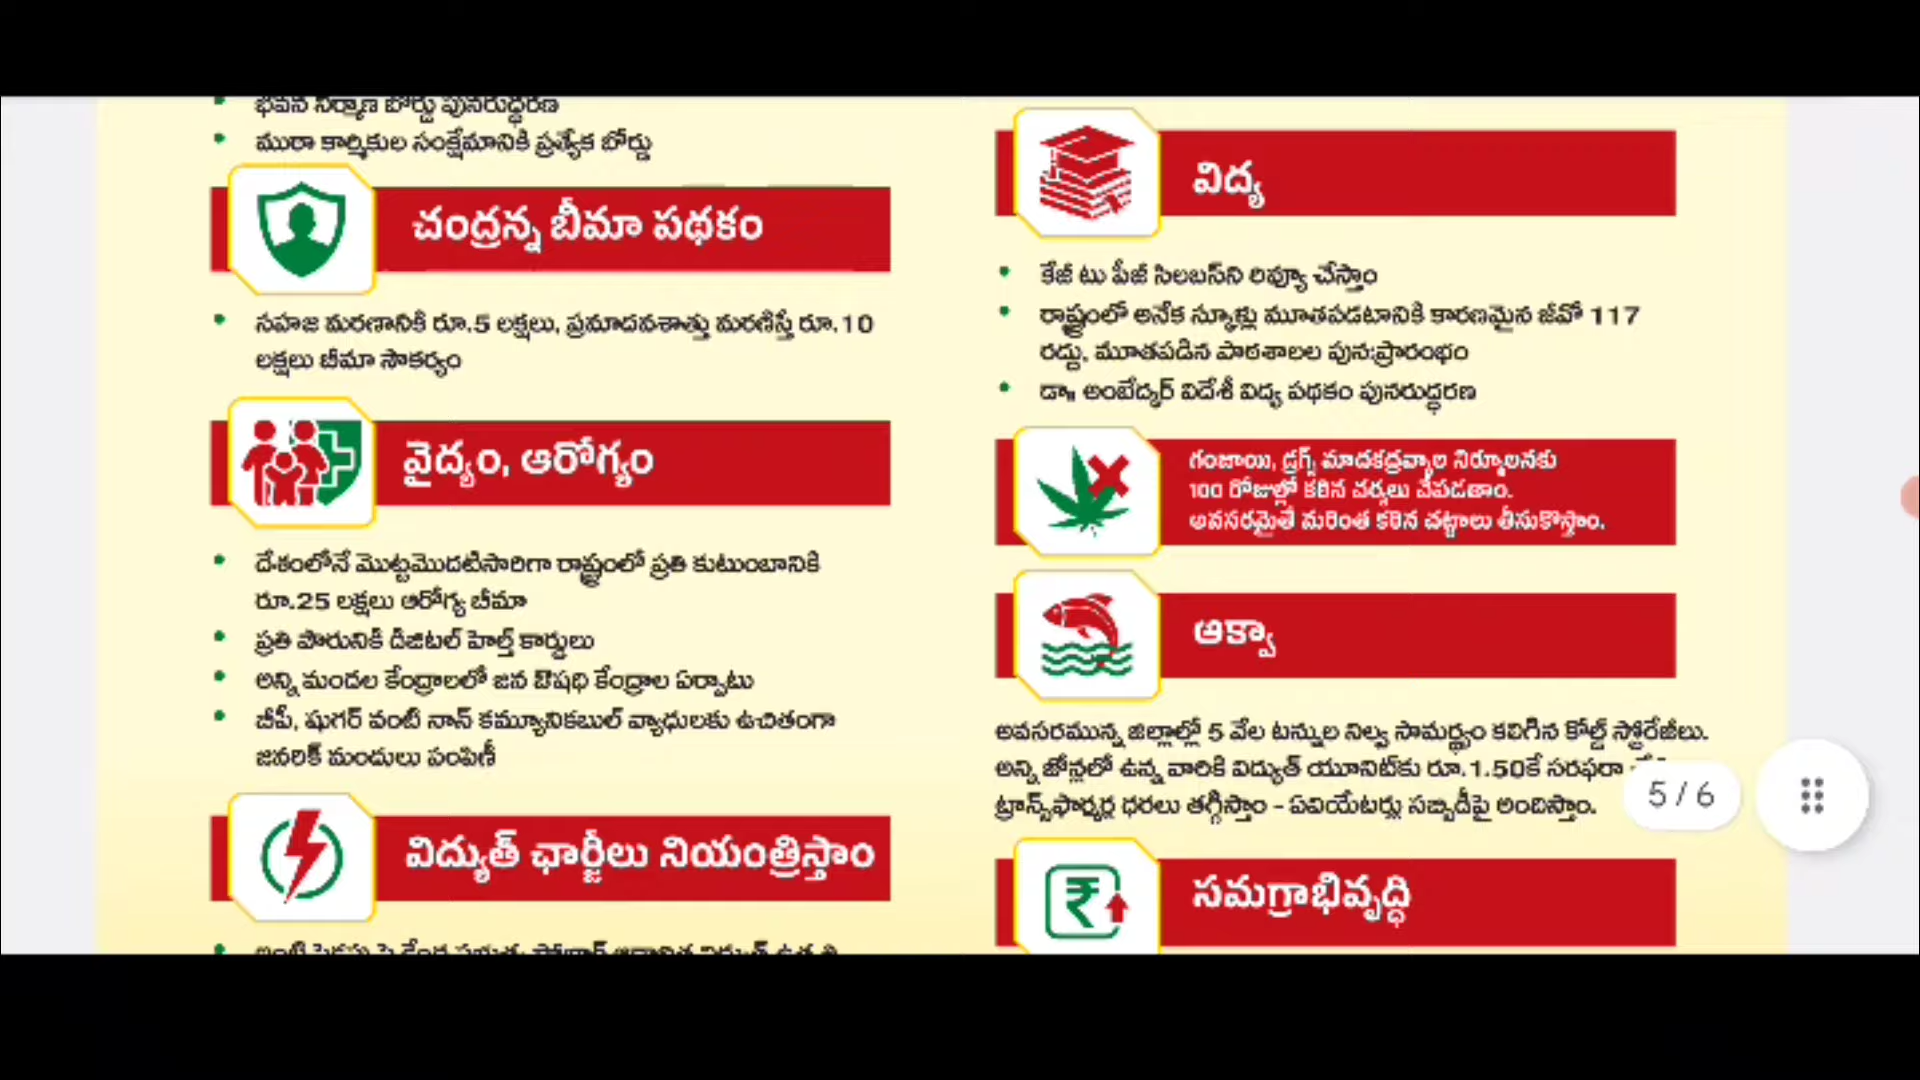 భవన నిర్మాణ బోర్డు పునరుద్ధరణ
మురా కార్మికుల సంక్షేమానికి ప్రత్యేక బోర్డు
చంద్రన్న బీమా పథకం
సహజ మరణానికి రూ.5 లక్షలు, ప్రమాదవశాత్తు మరణిస్తే రూ.10
లక్షలు బీమా సౌకర్యం
వైద్యం, ఆరోగ్యం
దేశంలోనే మొట్టమొదటిసారిగా రాష్ట్రంలో ప్రతి కుటుంబానికి
రూ.25 లక్షలు ఆరోగ్య బీమా
ప్రతి పౌరునికి డిజిటల్ హెల్త్ కార్డులు
అన్ని మండల కేంద్రాలలో జన ఔషధి కేంద్రాల ఏర్పాటు
బీపీ, షుగర్ వంటి నాన్ కమ్యూనికబుల్ వ్యాధులకు ఉచితంగా
జనరిక్ మందులు పంపిణీ
విద్యుత్ ఛార్జీలు నియంత్రిస్తాం
విద్య
కేజీ టు పీజీ సిలబస్‌ని రివ్యూ చేస్తాం
రాష్ట్రంలో అనేక స్కూళ్లు మూతపడటానికి కారణమైన జీవో 117
రద్దు, మూతపడిన పాఠశాలల పున:ప్రారంభం
డా॥ అంబేద్కర్ విదేశీ విద్య పథకం పునరుద్ధరణ
గంజాయి, డ్రగ్స్ మాదకద్రవ్యాల నిర్మూలనకు
100 రోజుల్లో కఠిన చర్యలు చేపడతాం.
అవసరమైతే మరింత కఠిన చట్టాలు తీసుకొస్తాం.
ఆక్వా
అవసరమున్న జిల్లాల్లో 5 వేల టన్నుల నిల్వ సామర్థ్యం కలిగిన కోల్డ్ స్టోరేజీలు.
అన్ని జోన్లలో ఉన్న వారికి విద్యుత్ యూనిట్‌కు రూ.1.50కే సరఫరా
ట్రాన్స్‌ఫార్మర్ల ధరలు తగ్గిస్తాం - ఏవియేటర్లు సబ్సిడీపై అందిస్తాం.
5 / 6
సమగ్రాభివృద్ధి